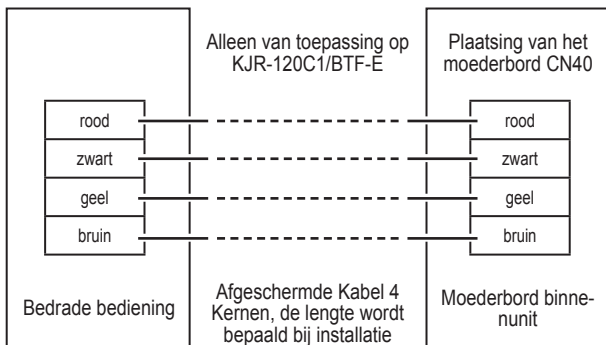 Alleen van toepassing op
KJR-120C1/BTF-E
Plaatsing van het
moederbord CN40
rood
zwart
geel
bruin
rood
zwart
geel
bruin
Bedrade bediening
Afgeschermde Kabel 4
Kernen, de lengte wordt
bepaald bij installatie
Moederbord binne-
nunit